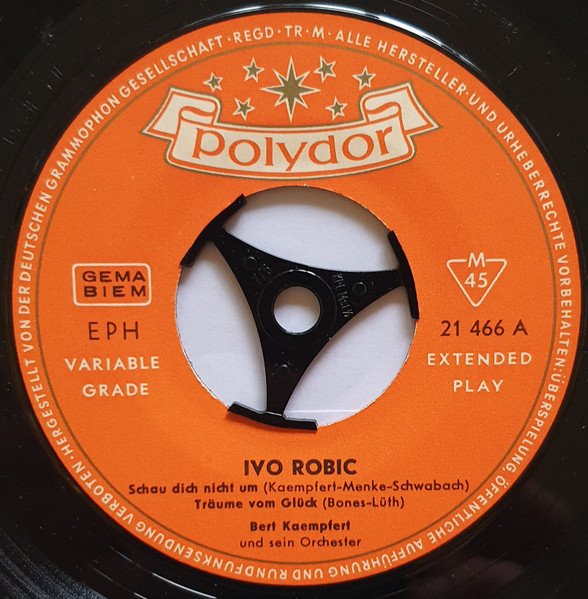 HERGESTELLT VON DER DEUTSCHEN GRAMMOPHON GESELLSCHAFT · REGD · TR · M · ALLE HERSTELLER- UND URHEBERRECHTE VORBEHALTEN: ÜBERSPIELUNG, ÖFFENTLICHE AUFFÜHRUNG UND RUNDFUNKSENDUNG VERBOTEN ·
polydor
GEMA
BIEM
M
45
EPH
21 466 A
VARIABLE
GRADE
EXTENDED
PLAY
IVO ROBIC
Schau dich nicht um (Kaempfert-Menke-Schwabach)
Träume vom Glück (Bones-Lüth)
Bert Kaempfert
und sein Orchester